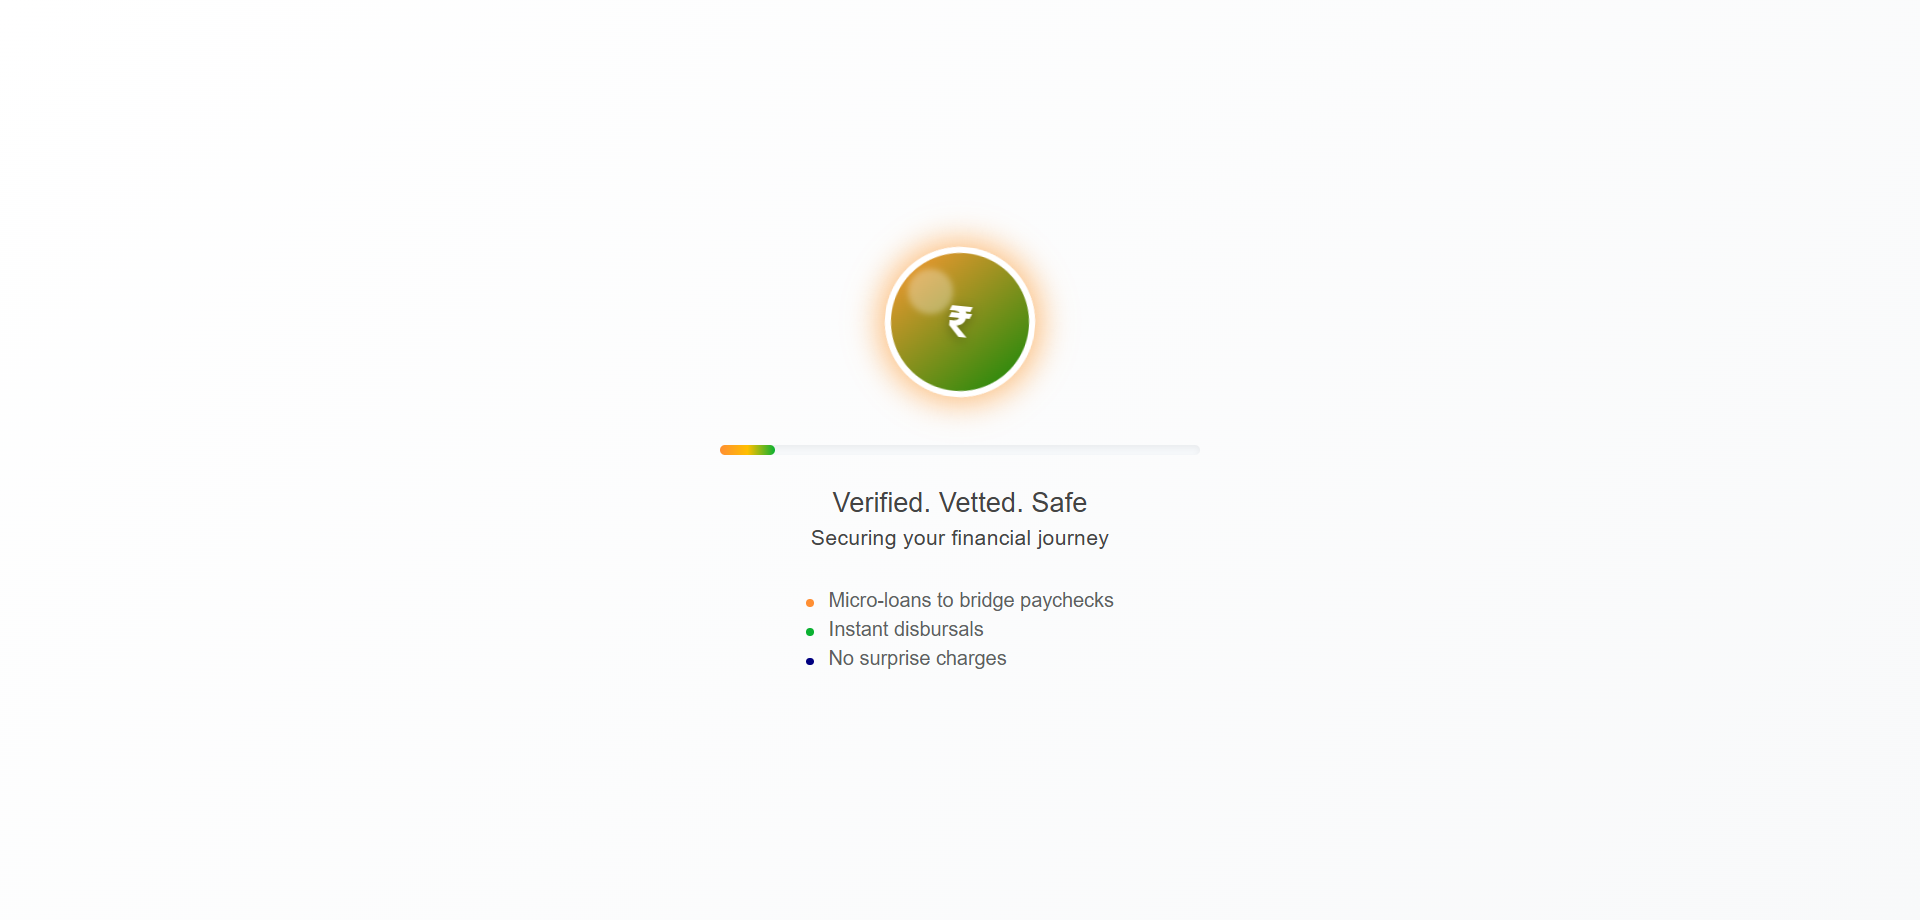 ₹
Verified. Vetted. Safe
Securing your financial journey
Micro-loans to bridge paychecks
Instant disbursals
No surprise charges